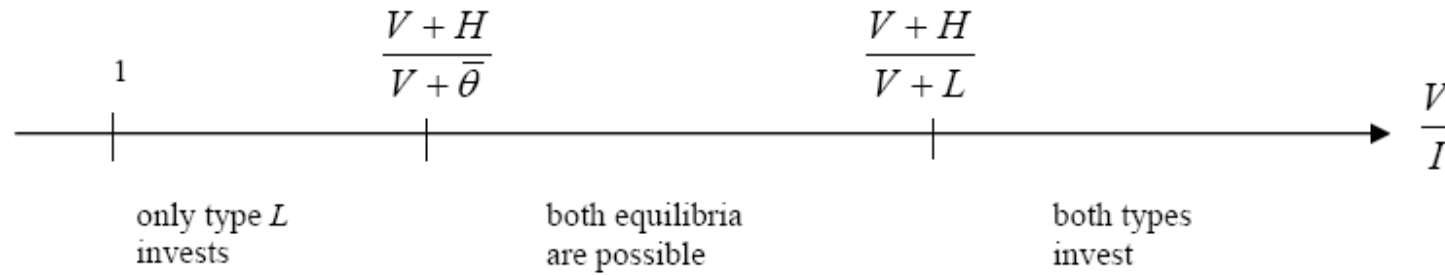 1
V + H
V + θ̅
V + H
V + L
V
I
only type L
invests
both equilibria
are possible
both types
invest